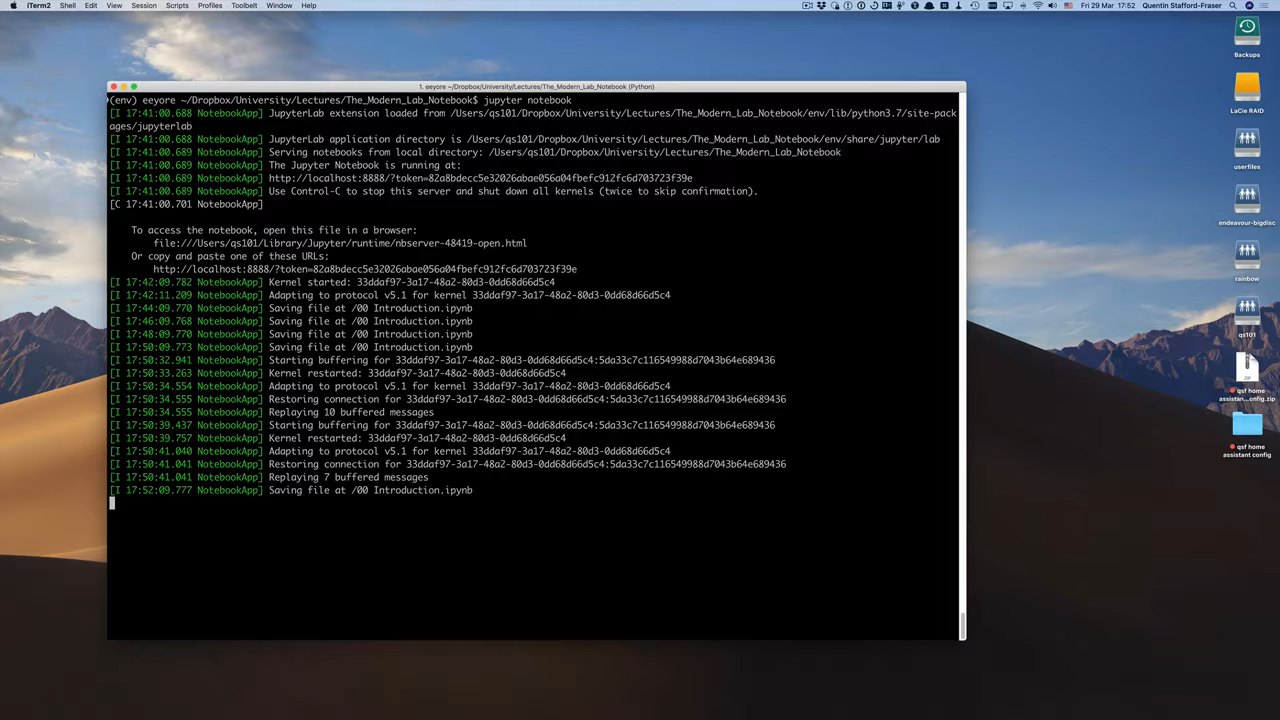 iTerm2 Shell Edit View Session Scripts Profiles Toolbelt Window Help Fri 29 Mar 17:52 Quentin Stafford-Fraser
1. eeyore ~/Dropbox/University/Lectures/The_Modern_Lab_Notebook (Python)
(env) eeyore ~/Dropbox/University/Lectures/The_Modern_Lab_Notebook$ jupyter notebook
[I 17:41:00.688 NotebookApp] JupyterLab extension loaded from /Users/qs101/Dropbox/University/Lectures/The_Modern_Lab_Notebook/env/lib/python3.7/site-pack
ages/jupyterlab
[I 17:41:00.688 NotebookApp] JupyterLab application directory is /Users/qs101/Dropbox/University/Lectures/The_Modern_Lab_Notebook/env/share/jupyter/lab
[I 17:41:00.689 NotebookApp] Serving notebooks from local directory: /Users/qs101/Dropbox/University/Lectures/The_Modern_Lab_Notebook
[I 17:41:00.689 NotebookApp] The Jupyter Notebook is running at:
[I 17:41:00.689 NotebookApp] http://localhost:8888/?token=82a8bdecc5e32026abae056a04fbefc912fc6d703723f39e
[I 17:41:00.689 NotebookApp] Use Control-C to stop this server and shut down all kernels (twice to skip confirmation).
[C 17:41:00.701 NotebookApp]
To access the notebook, open this file in a browser:
file:///Users/qs101/Library/Jupyter/runtime/nbserver-48419-open.html
Or copy and paste one of these URLs:
http://localhost:8888/?token=82a8bdecc5e32026abae056a04fbefc912fc6d703723f39e
[I 17:42:09.782 NotebookApp] Kernel started: 33ddaf97-3a17-48a2-80d3-0dd68d66d5c4
[I 17:42:11.209 NotebookApp] Adapting to protocol v5.1 for kernel 33ddaf97-3a17-48a2-80d3-0dd68d66d5c4
[I 17:44:09.770 NotebookApp] Saving file at /00 Introduction.ipynb
[I 17:46:09.768 NotebookApp] Saving file at /00 Introduction.ipynb
[I 17:48:09.770 NotebookApp] Saving file at /00 Introduction.ipynb
[I 17:50:09.773 NotebookApp] Saving file at /00 Introduction.ipynb
[I 17:50:32.941 NotebookApp] Starting buffering for 33ddaf97-3a17-48a2-80d3-0dd68d66d5c4:5da33c7c116549988d7043b64e689436
[I 17:50:33.263 NotebookApp] Kernel restarted: 33ddaf97-3a17-48a2-80d3-0dd68d66d5c4
[I 17:50:34.554 NotebookApp] Adapting to protocol v5.1 for kernel 33ddaf97-3a17-48a2-80d3-0dd68d66d5c4
[I 17:50:34.555 NotebookApp] Restoring connection for 33ddaf97-3a17-48a2-80d3-0dd68d66d5c4:5da33c7c116549988d7043b64e689436
[I 17:50:34.555 NotebookApp] Replaying 10 buffered messages
[I 17:50:39.437 NotebookApp] Starting buffering for 33ddaf97-3a17-48a2-80d3-0dd68d66d5c4:5da33c7c116549988d7043b64e689436
[I 17:50:39.757 NotebookApp] Kernel restarted: 33ddaf97-3a17-48a2-80d3-0dd68d66d5c4
[I 17:50:41.040 NotebookApp] Adapting to protocol v5.1 for kernel 33ddaf97-3a17-48a2-80d3-0dd68d66d5c4
[I 17:50:41.041 NotebookApp] Restoring connection for 33ddaf97-3a17-48a2-80d3-0dd68d66d5c4:5da33c7c116549988d7043b64e689436
[I 17:50:41.041 NotebookApp] Replaying 7 buffered messages
[I 17:52:09.777 NotebookApp] Saving file at /00 Introduction.ipynb
Backups
LaCie RAID
userfiles
endeavour-bigdisc
rainbow
qs101
ZIP
qsf home
assistan...onfig.zip
qsf home
assistant config